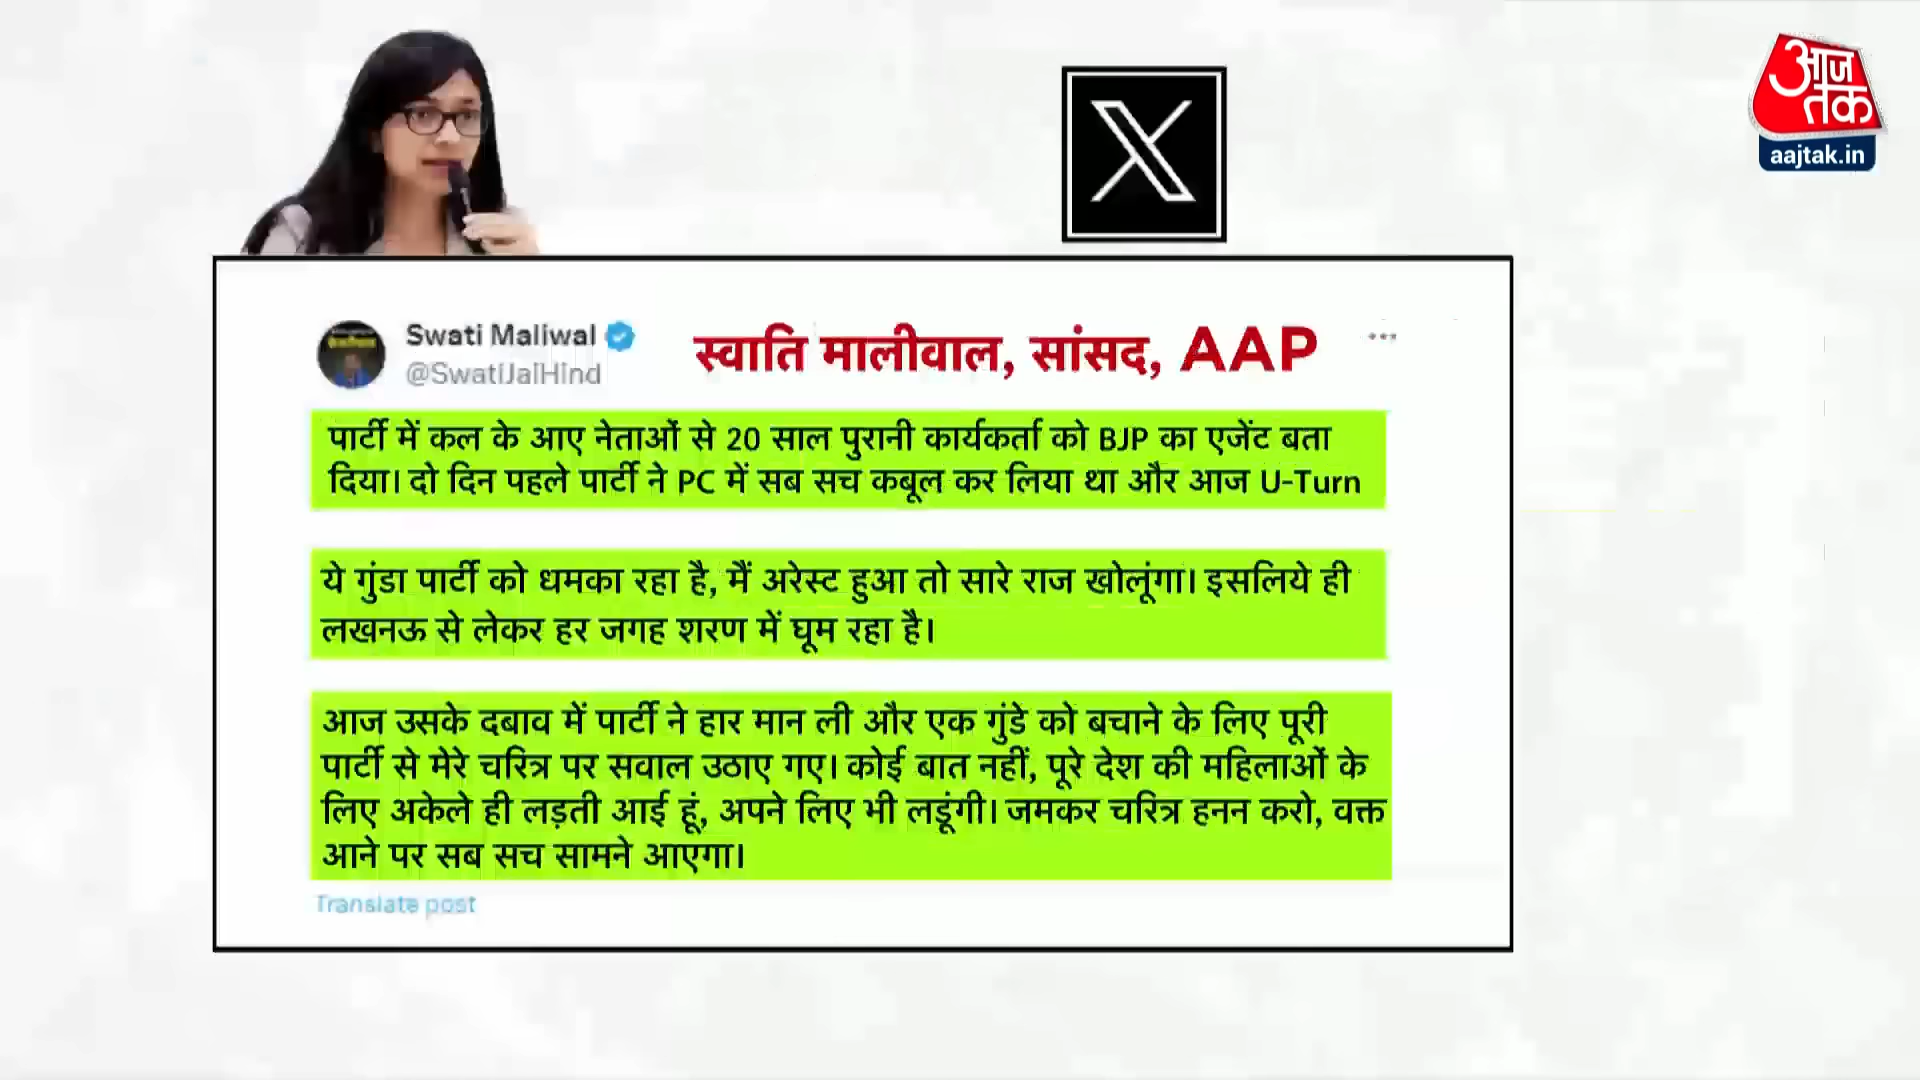 आज
तक
aajtak.in
Swati Maliwal
@SwatiJaiHind
स्वाति मालीवाल, सांसद, AAP
पार्टी में कल के आए नेताओं से 20 साल पुरानी कार्यकर्ता को BJP का एजेंट बता
दिया। दो दिन पहले पार्टी ने PC में सब सच कबूल कर लिया था और आज U-Turn
ये गुंडा पार्टी को धमका रहा है, मैं अरेस्ट हुआ तो सारे राज खोलूंगा। इसलिये ही
लखनऊ से लेकर हर जगह शरण में घूम रहा है।
आज उसके दबाव में पार्टी ने हार मान ली और एक गुंडे को बचाने के लिए पूरी
पार्टी से मेरे चरित्र पर सवाल उठाए गए। कोई बात नहीं, पूरे देश की महिलाओं के
लिए अकेले ही लड़ती आई हूं, अपने लिए भी लडूंगी। जमकर चरित्र हनन करो, वक्त
आने पर सब सच सामने आएगा।
Translate post